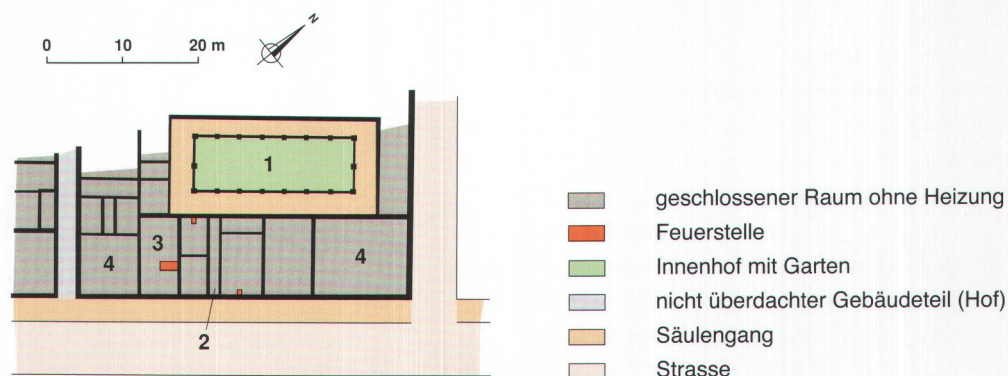 N
0 10 20 m
1
3
4
4
2
geschlossener Raum ohne Heizung
Feuerstelle
Innenhof mit Garten
nicht überdachter Gebäudeteil (Hof)
Säulengang
Strasse